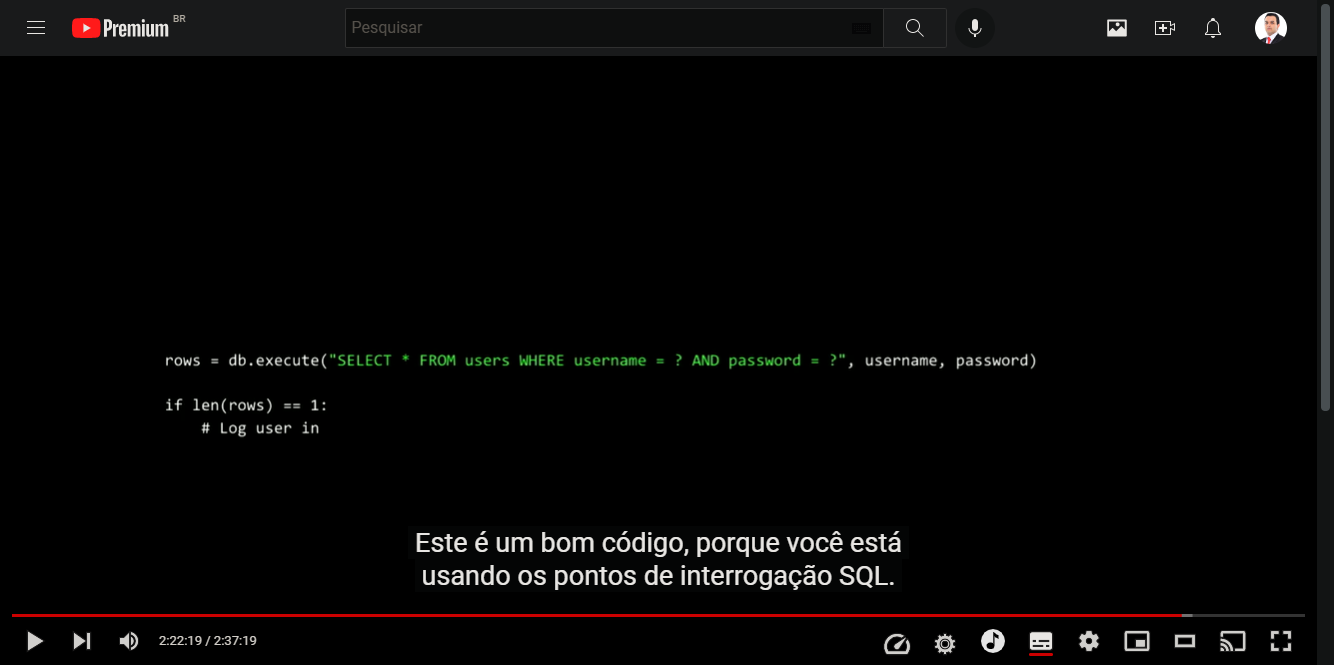 Premium BR
Pesquisar
rows = db.execute("SELECT * FROM users WHERE username = ? AND password = ?", username, password)
if len(rows) == 1:
# Log user in
Este é um bom código, porque você está
usando os pontos de interrogação SQL.
2:22:19 / 2:37:19